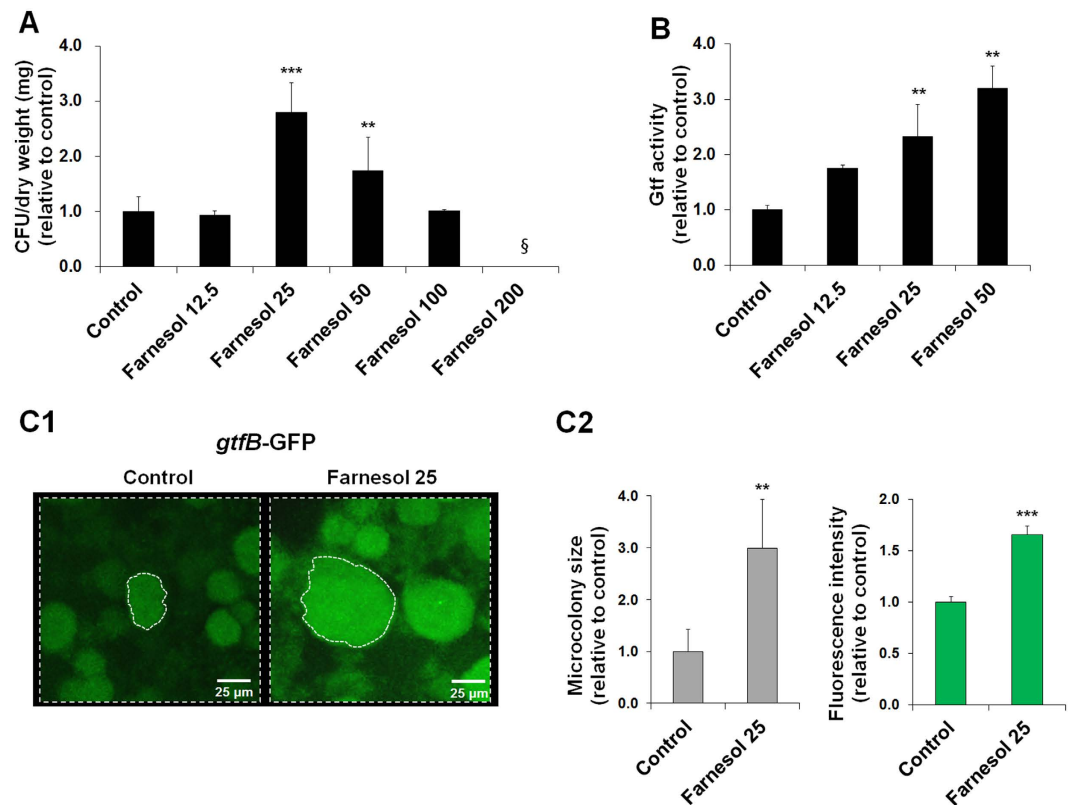 A
CFU/dry weight (mg)
(relative to control)
4.0
3.0
2.0
1.0
0.0
***
**
§
Control
Farnesol 12.5
Farnesol 25
Farnesol 50
Farnesol 100
Farnesol 200
B
Gtf activity
(relative to control)
4.0
3.0
2.0
1.0
0.0
**
**
Control
Farnesol 12.5
Farnesol 25
Farnesol 50
C1
gtfB-GFP
Control
Farnesol 25
25 µm
25 µm
C2
Microcolony size
(relative to control)
4.0
3.0
2.0
1.0
0.0
**
Control
Farnesol 25
Fluorescence intensity
(relative to control)
2.0
1.5
1.0
0.5
0.0
***
Control
Farnesol 25